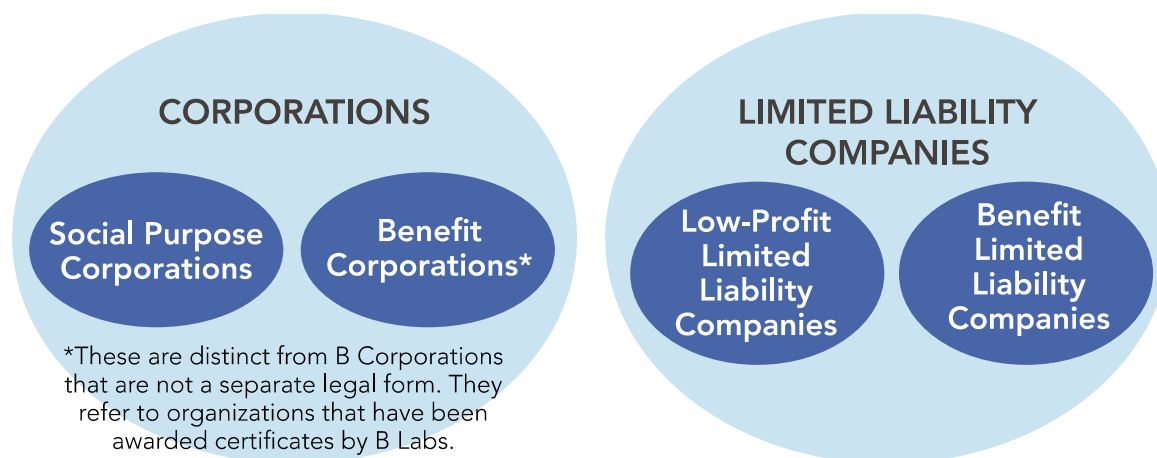 CORPORATIONS
Social Purpose
Corporations
Benefit
Corporations*
*These are distinct from B Corporations
that are not a separate legal form. They
refer to organizations that have been
awarded certificates by B Labs.
LIMITED LIABILITY
COMPANIES
Low-Profit
Limited
Liability
Companies
Benefit
Limited
Liability
Companies